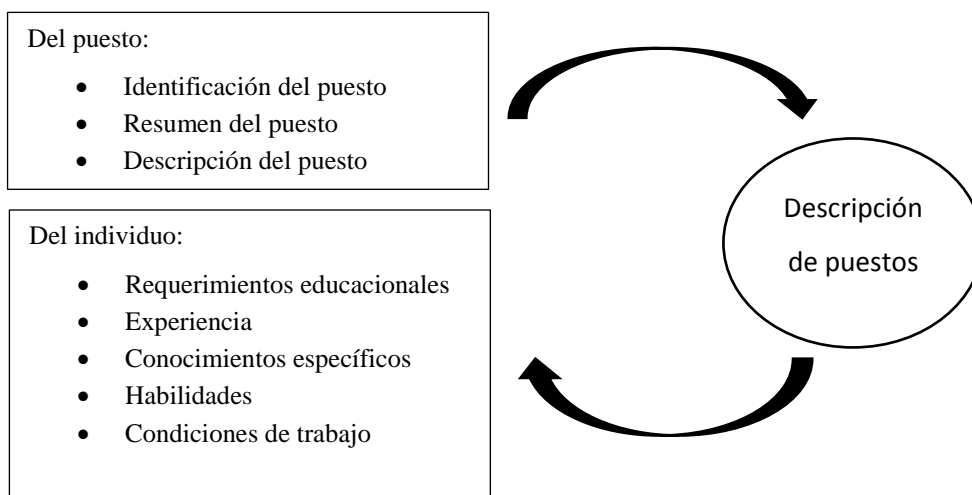 Del puesto:
• Identificación del puesto
• Resumen del puesto
• Descripción del puesto
Del individuo:
• Requerimientos educacionales
• Experiencia
• Conocimientos específicos
• Habilidades
• Condiciones de trabajo
Descripción
de puestos